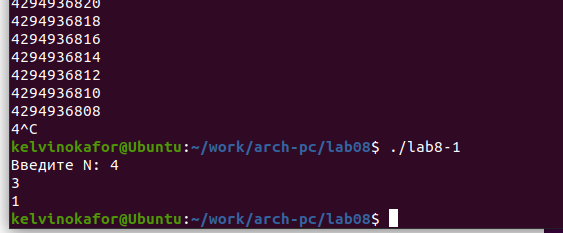 4294936820
4294936818
4294936816
4294936814
4294936812
4294936810
4294936808
4^C
kelvinokafor@Ubuntu:~/work/arch-pc/lab08$ ./lab8-1
Введите N: 4
3
1
kelvinokafor@Ubuntu:~/work/arch-pc/lab08$